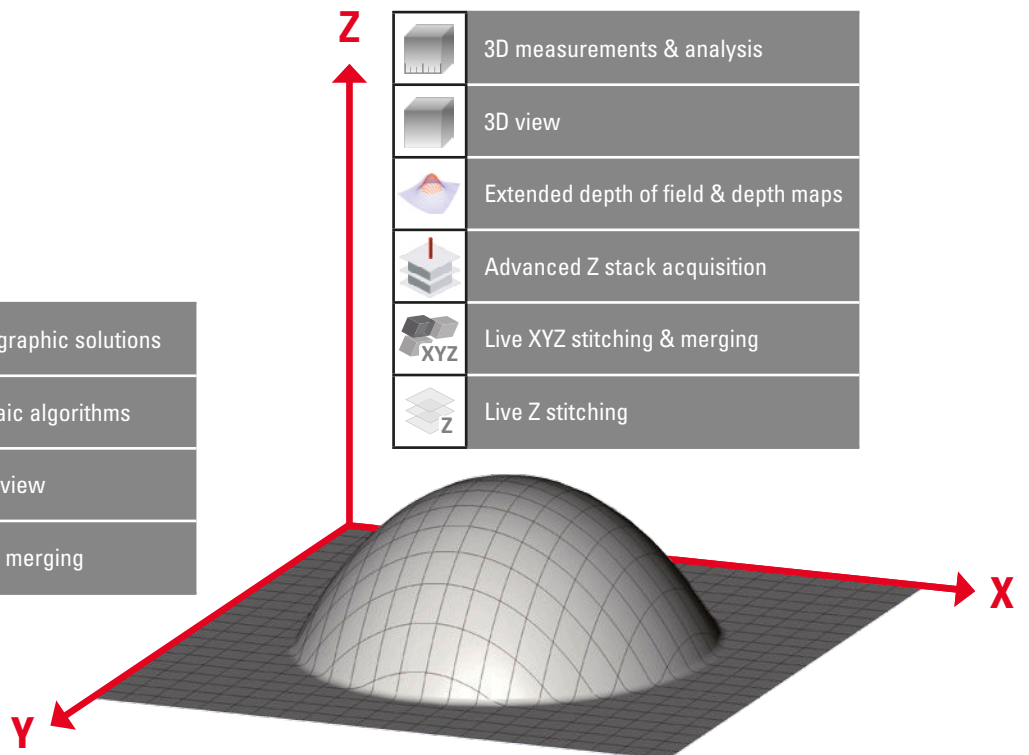 Z
3D measurements & analysis
3D view
Extended depth of field & depth maps
Advanced Z stack acquisition
XYZ
Live XYZ stitching & merging
Z
Live Z stitching
graphic solutions
aic algorithms
view
merging
X
Y